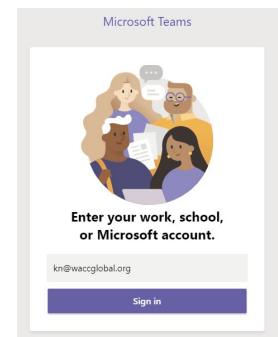 Microsoft Teams
Enter your work, school,
or Microsoft account.
kn@waccglobal.org
Sign in